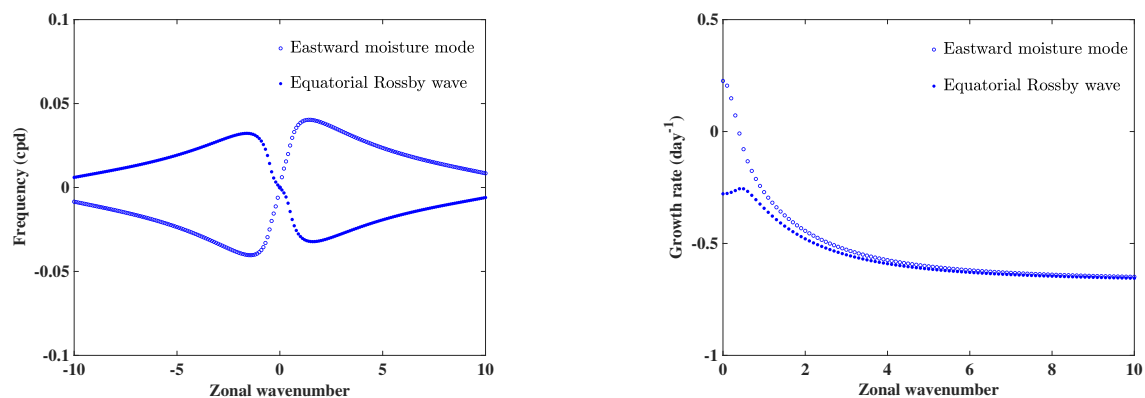 0.1
0.05
0
-0.05
-0.1
Frequency (cpd)
Eastward moisture mode
Equatorial Rossby wave
-10 -5 0 5 10
Zonal wavenumber
0.5
0
-0.5
-1
Growth rate (day-1)
Eastward moisture mode
Equatorial Rossby wave
0 2 4 6 8 10
Zonal wavenumber